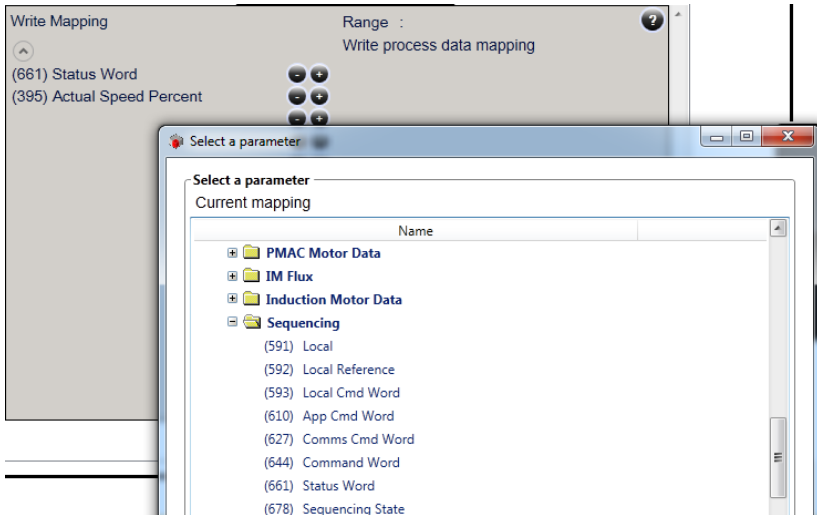 Write Mapping
Range :
Write process data mapping
(661) Status Word
(395) Actual Speed Percent
Select a parameter
Select a parameter
Current mapping
Name
PMAC Motor Data
IM Flux
Induction Motor Data
Sequencing
(591) Local
(592) Local Reference
(593) Local Cmd Word
(610) App Cmd Word
(627) Comms Cmd Word
(644) Command Word
(661) Status Word
(678) Sequencing State